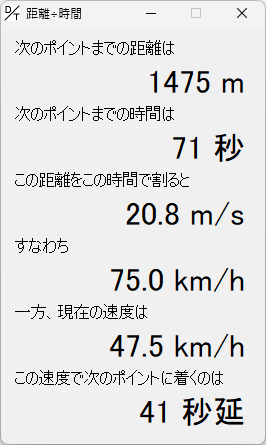 D/T 距離÷時間
次のポイントまでの距離は
1475 m
次のポイントまでの時間は
71 秒
この距離をこの時間で割ると
20.8 m/s
すなわち
75.0 km/h
一方、現在の速度は
47.5 km/h
この速度で次のポイントに着くのは
41 秒延